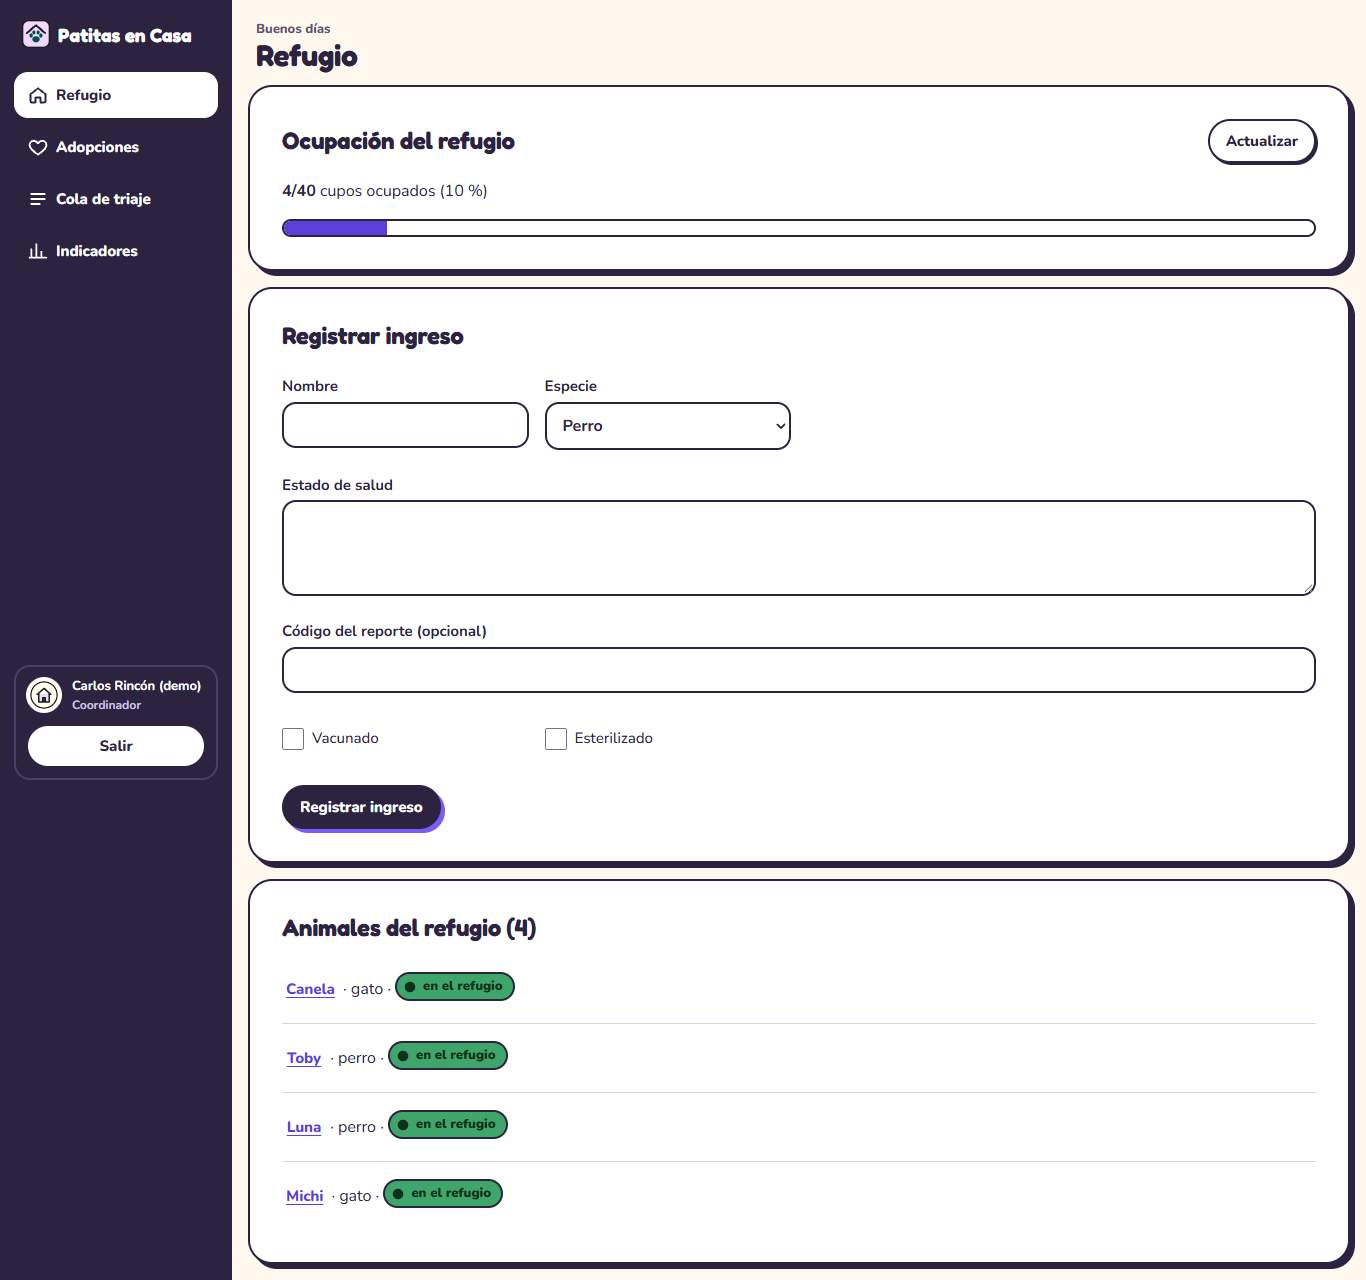 Patitas en Casa
Refugio
Adopciones
Cola de triaje
Indicadores
Carlos Rincón (demo)
Coordinador
Salir
Buenos días
Refugio
Ocupación del refugio
Actualizar
4/40 cupos ocupados (10 %)
Registrar ingreso
Nombre
Especie
Perro
Estado de salud
Código del reporte (opcional)
Vacunado
Esterilizado
Registrar ingreso
Animales del refugio (4)
Canela · gato · en el refugio
Toby · perro · en el refugio
Luna · perro · en el refugio
Michi · gato · en el refugio